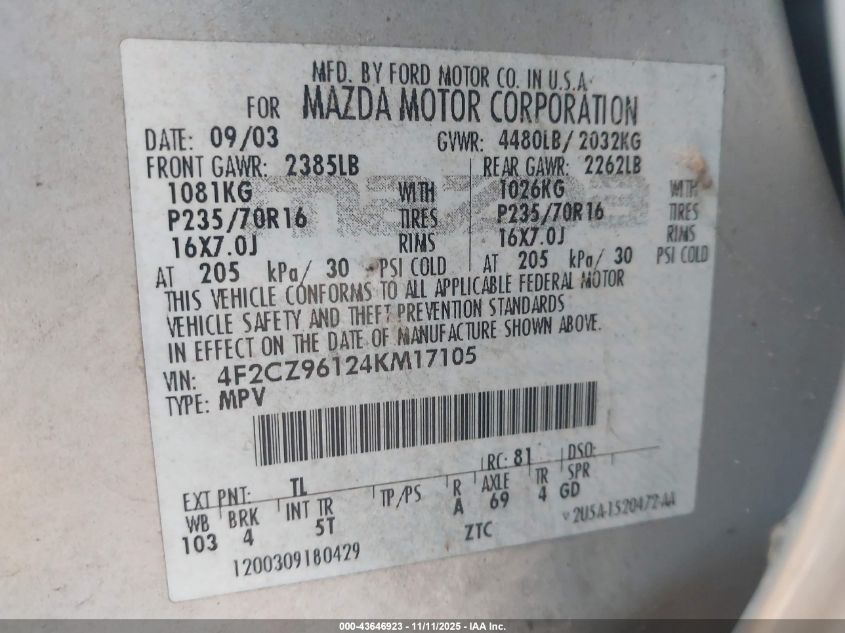 MFD. BY FORD MOTOR CO. IN U.S.A.
FOR MAZDA MOTOR CORPORATION
DATE: 09/03 GVWR: 4480LB/ 2032KG
FRONT GAWR: 2385LB REAR GAWR: 2262LB
1081KG WITH 1026KG WITH
P235/70R16 TIRES P235/70R16 TIRES
16X7.0J RIMS 16X7.0J RIMS
AT 205 kPa/ 30 PSI COLD AT 205 kPa/ 30 PSI COLD
THIS VEHICLE CONFORMS TO ALL APPLICABLE FEDERAL MOTOR
VEHICLE SAFETY AND THEFT PREVENTION STANDARDS
IN EFFECT ON THE DATE OF MANUFACTURE SHOWN ABOVE.
VIN: 4F2CZ96124KM17105
TYPE: MPV
EXT PNT: TL RC: 81 DSO:
WB BRK INT TR TP/PS R AXLE TR SPR
103 4 5T A 69 4 GD
1200309180429 ZTC v 2U5A-1520472-AA
000-43646923 - 11/11/2025 - IAA Inc.